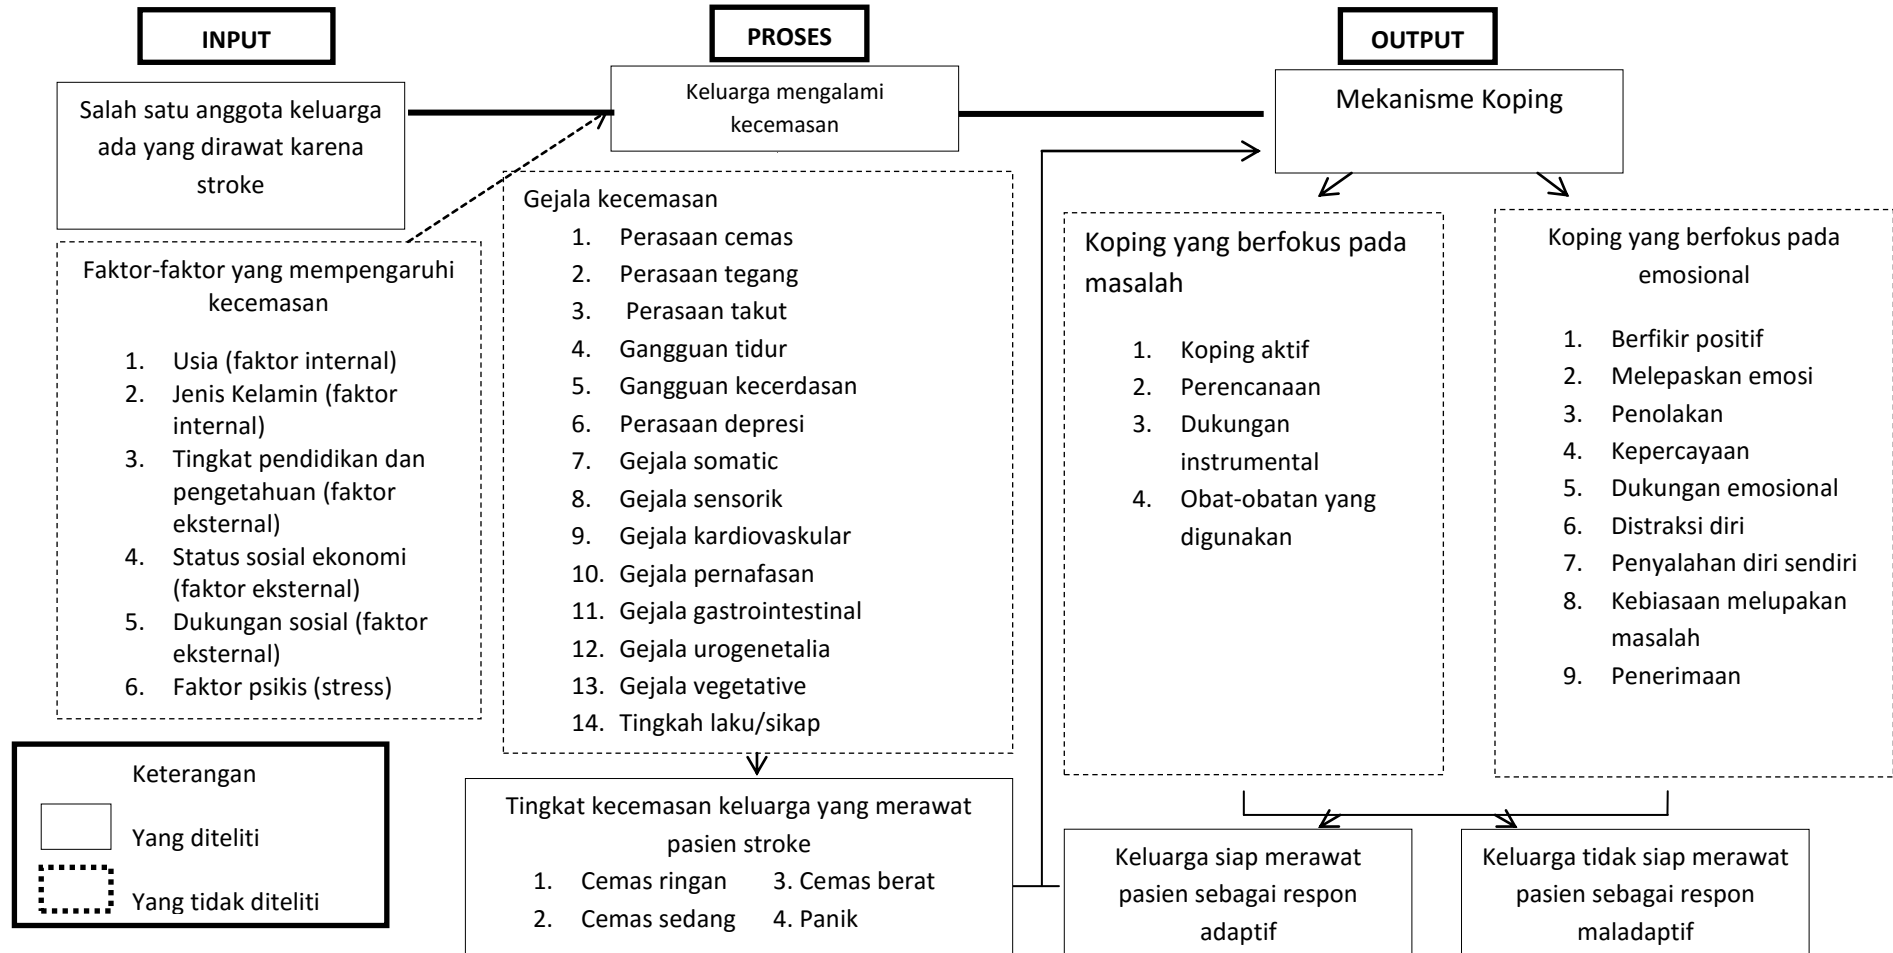 INPUT
Salah satu anggota keluarga
ada yang dirawat karena
stroke
Faktor-faktor yang mempengaruhi
kecemasan
1. Usia (faktor internal)
2. Jenis Kelamin (faktor
internal)
3. Tingkat pendidikan dan
pengetahuan (faktor
eksternal)
4. Status sosial ekonomi
(faktor eksternal)
5. Dukungan sosial (faktor
eksternal)
6. Faktor psikis (stress)
Keterangan
Yang diteliti
Yang tidak diteliti
PROSES
Keluarga mengalami
kecemasan
Gejala kecemasan
1. Perasaan cemas
2. Perasaan tegang
3. Perasaan takut
4. Gangguan tidur
5. Gangguan kecerdasan
6. Perasaan depresi
7. Gejala somatic
8. Gejala sensorik
9. Gejala kardiovaskular
10. Gejala pernafasan
11. Gejala gastrointestinal
12. Gejala urogenetalia
13. Gejala vegetative
14. Tingkah laku/sikap
Tingkat kecemasan keluarga yang merawat
pasien stroke
1. Cemas ringan 3. Cemas berat
2. Cemas sedang 4. Panik
OUTPUT
Mekanisme Koping
Koping yang berfokus pada
masalah
1. Koping aktif
2. Perencanaan
3. Dukungan
instrumental
4. Obat-obatan yang
digunakan
Koping yang berfokus pada
emosional
1. Berfikir positif
2. Melepaskan emosi
3. Penolakan
4. Kepercayaan
5. Dukungan emosional
6. Distraksi diri
7. Penyalahan diri sendiri
8. Kebiasaan melupakan
masalah
9. Penerimaan
Keluarga siap merawat
pasien sebagai respon
adaptif
Keluarga tidak siap merawat
pasien sebagai respon
maladaptif